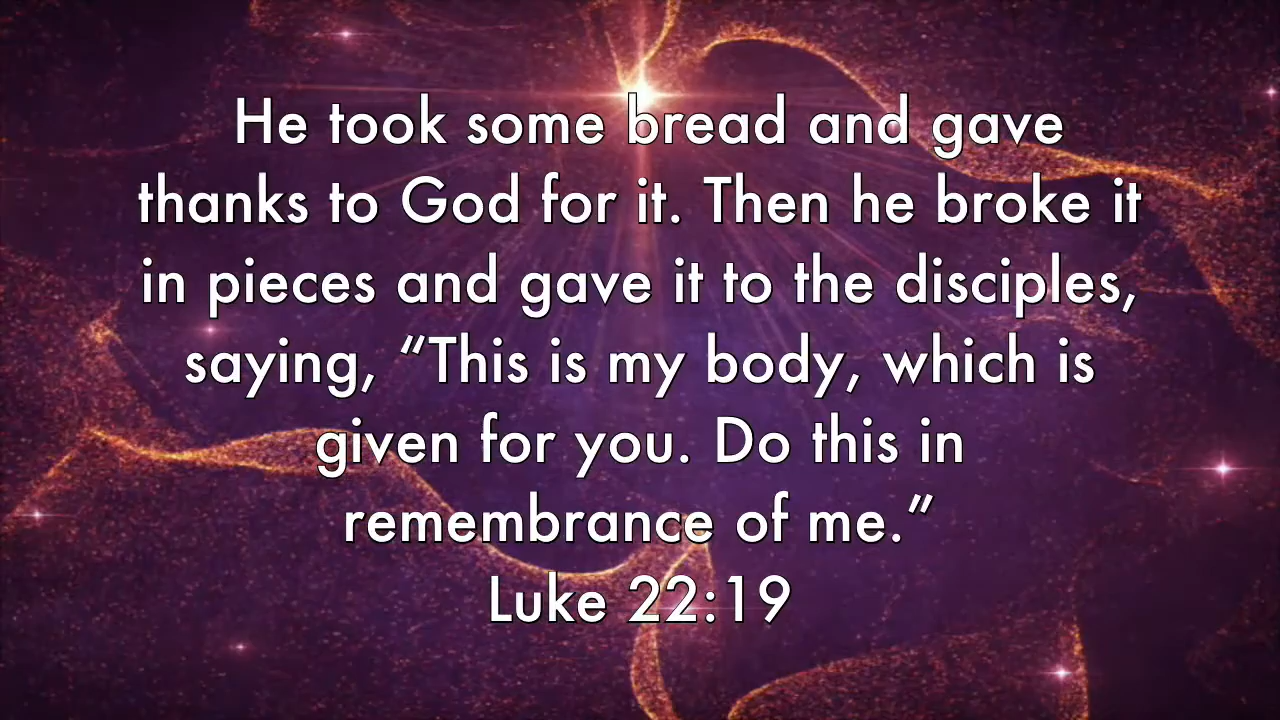 He took some bread and gave
thanks to God for it. Then he broke it
in pieces and gave it to the disciples,
saying, “This is my body, which is
given for you. Do this in
remembrance of me.”
Luke 22:19